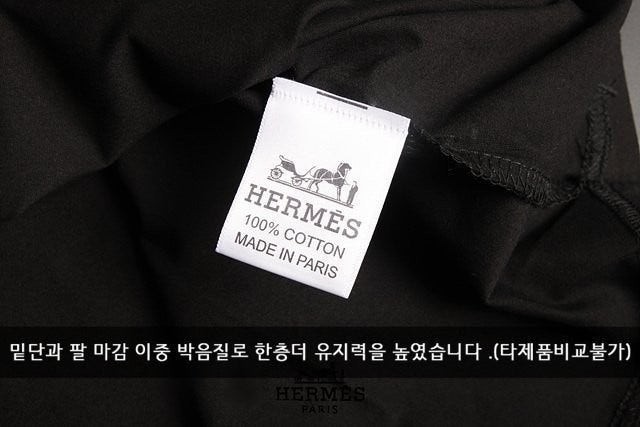 HERMÈS
100% COTTON
MADE IN PARIS
밑단과 팔 마감 이중 박음질로 한층더 유지력을 높였습니다 .(타제품비교불가)
HERMÈS
PARIS